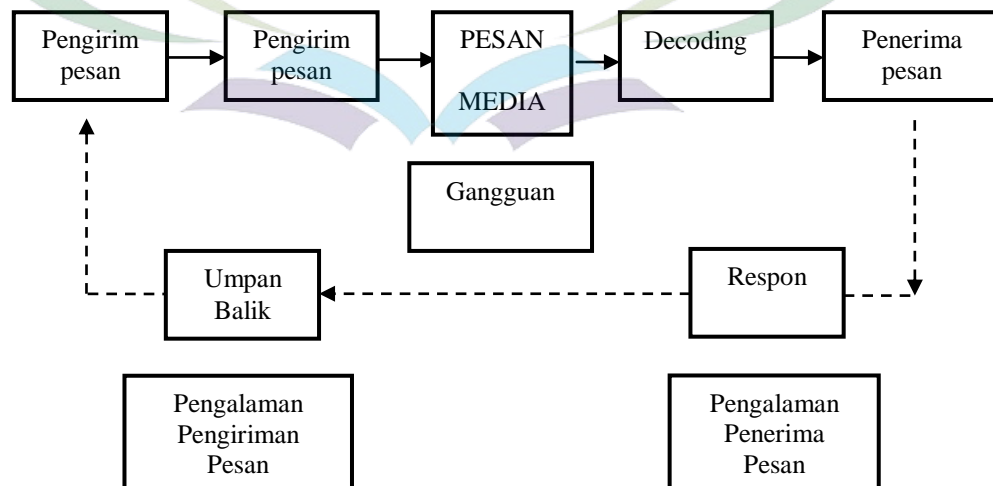 Pengirim
pesan
Pengirim
pesan
PESAN
MEDIA
Decoding
Penerima
pesan
Gangguan
Umpan
Balik
Respon
Pengalaman
Pengiriman
Pesan
Pengalaman
Penerima
Pesan